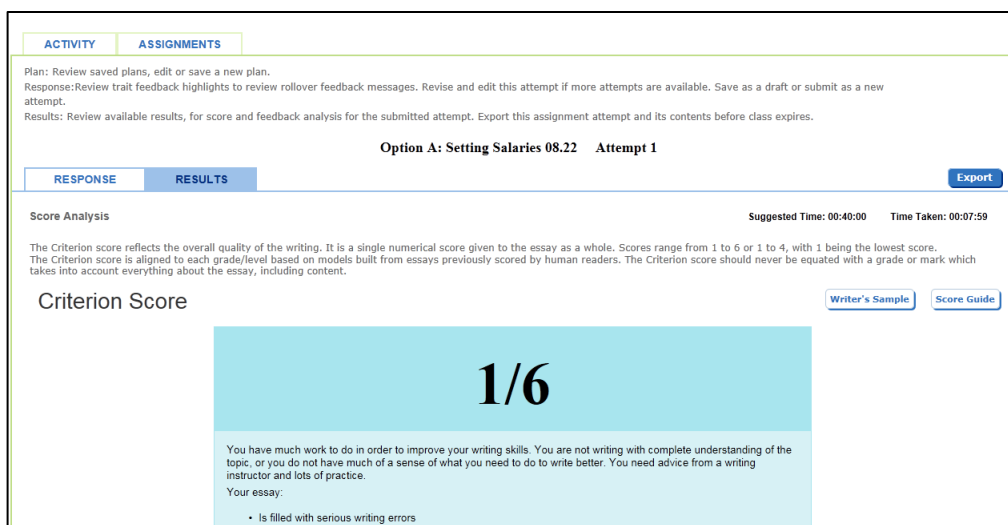 ACTIVITY ASSIGNMENTS
Plan: Review saved plans, edit or save a new plan.
Response:Review trait feedback highlights to review rollover feedback messages. Revise and edit this attempt if more attempts are available. Save as a draft or submit as a new
attempt.
Results: Review available results, for score and feedback analysis for the submitted attempt. Export this assignment attempt and its contents before class expires.
Option A: Setting Salaries 08.22 Attempt 1
RESPONSE RESULTS Export
Score Analysis Suggested Time: 00:40:00 Time Taken: 00:07:59
The Criterion score reflects the overall quality of the writing. It is a single numerical score given to the essay as a whole. Scores range from 1 to 6 or 1 to 4, with 1 being the lowest score.
The Criterion score is aligned to each grade/level based on models built from essays previously scored by human readers. The Criterion score should never be equated with a grade or mark which
takes into account everything about the essay, including content.
Criterion Score Writer's Sample Score Guide
1/6
You have much work to do in order to improve your writing skills. You are not writing with complete understanding of the
topic, or you do not have much of a sense of what you need to do to write better. You need advice from a writing
instructor and lots of practice.
Your essay:
• Is filled with serious writing errors